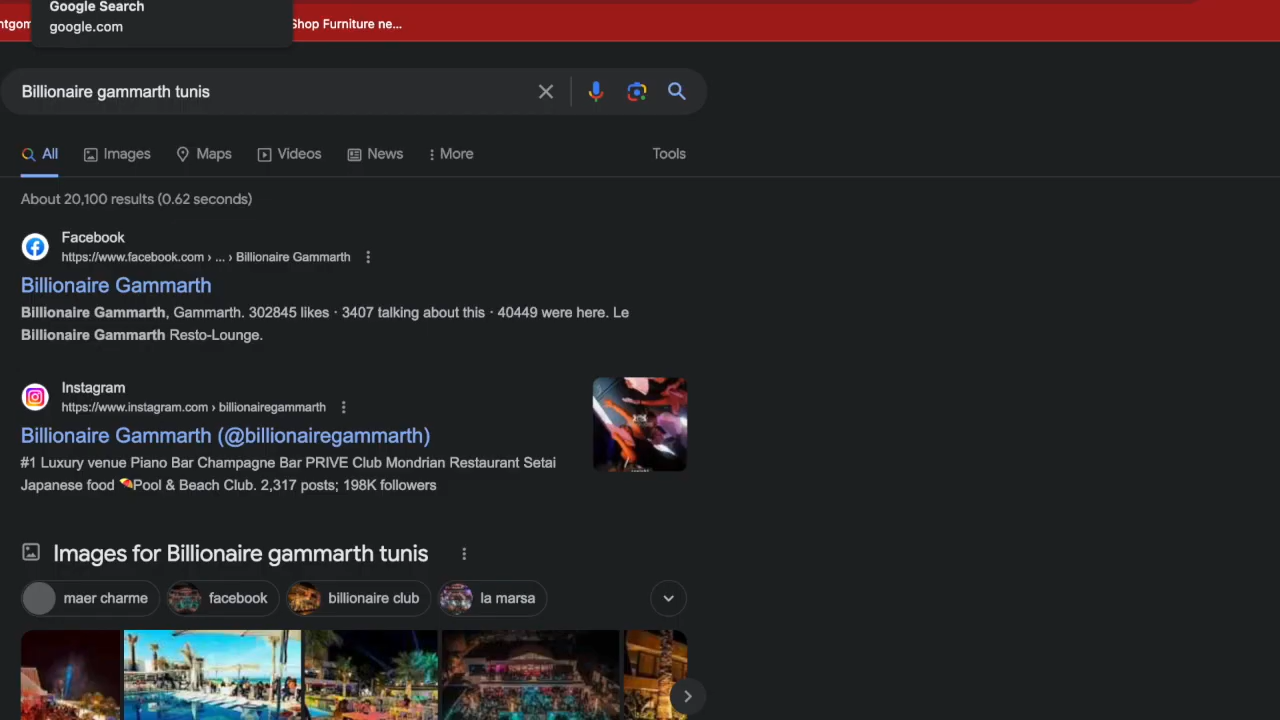 Google Search
google.com
Shop Furniture ne...
Billionaire gammarth tunis
All Images Maps Videos News More Tools
About 20,100 results (0.62 seconds)
Facebook
https://www.facebook.com › ... › Billionaire Gammarth
Billionaire Gammarth
Billionaire Gammarth, Gammarth. 302845 likes · 3407 talking about this · 40449 were here. Le
Billionaire Gammarth Resto-Lounge.
Instagram
https://www.instagram.com › billionairegammarth
Billionaire Gammarth (@billionairegammarth)
#1 Luxury venue Piano Bar Champagne Bar PRIVE Club Mondrian Restaurant Setai
Japanese food Pool & Beach Club. 2,317 posts; 198K followers
Images for Billionaire gammarth tunis
maer charme facebook billionaire club la marsa